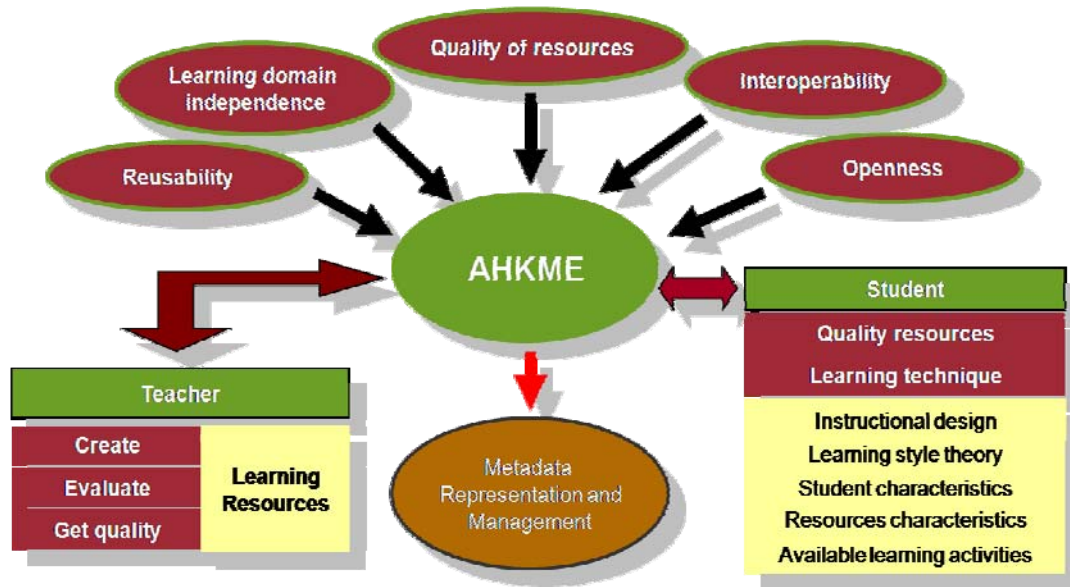 Quality of resources
Learning domain
independence
Interoperability
Reusability
Openness
AHKME
Student
Quality resources
Learning technique
Instructional design
Learning style theory
Student characteristics
Resources characteristics
Available learning activities
Teacher
Create
Evaluate
Get quality
Learning
Resources
Metadata
Representation and
Management